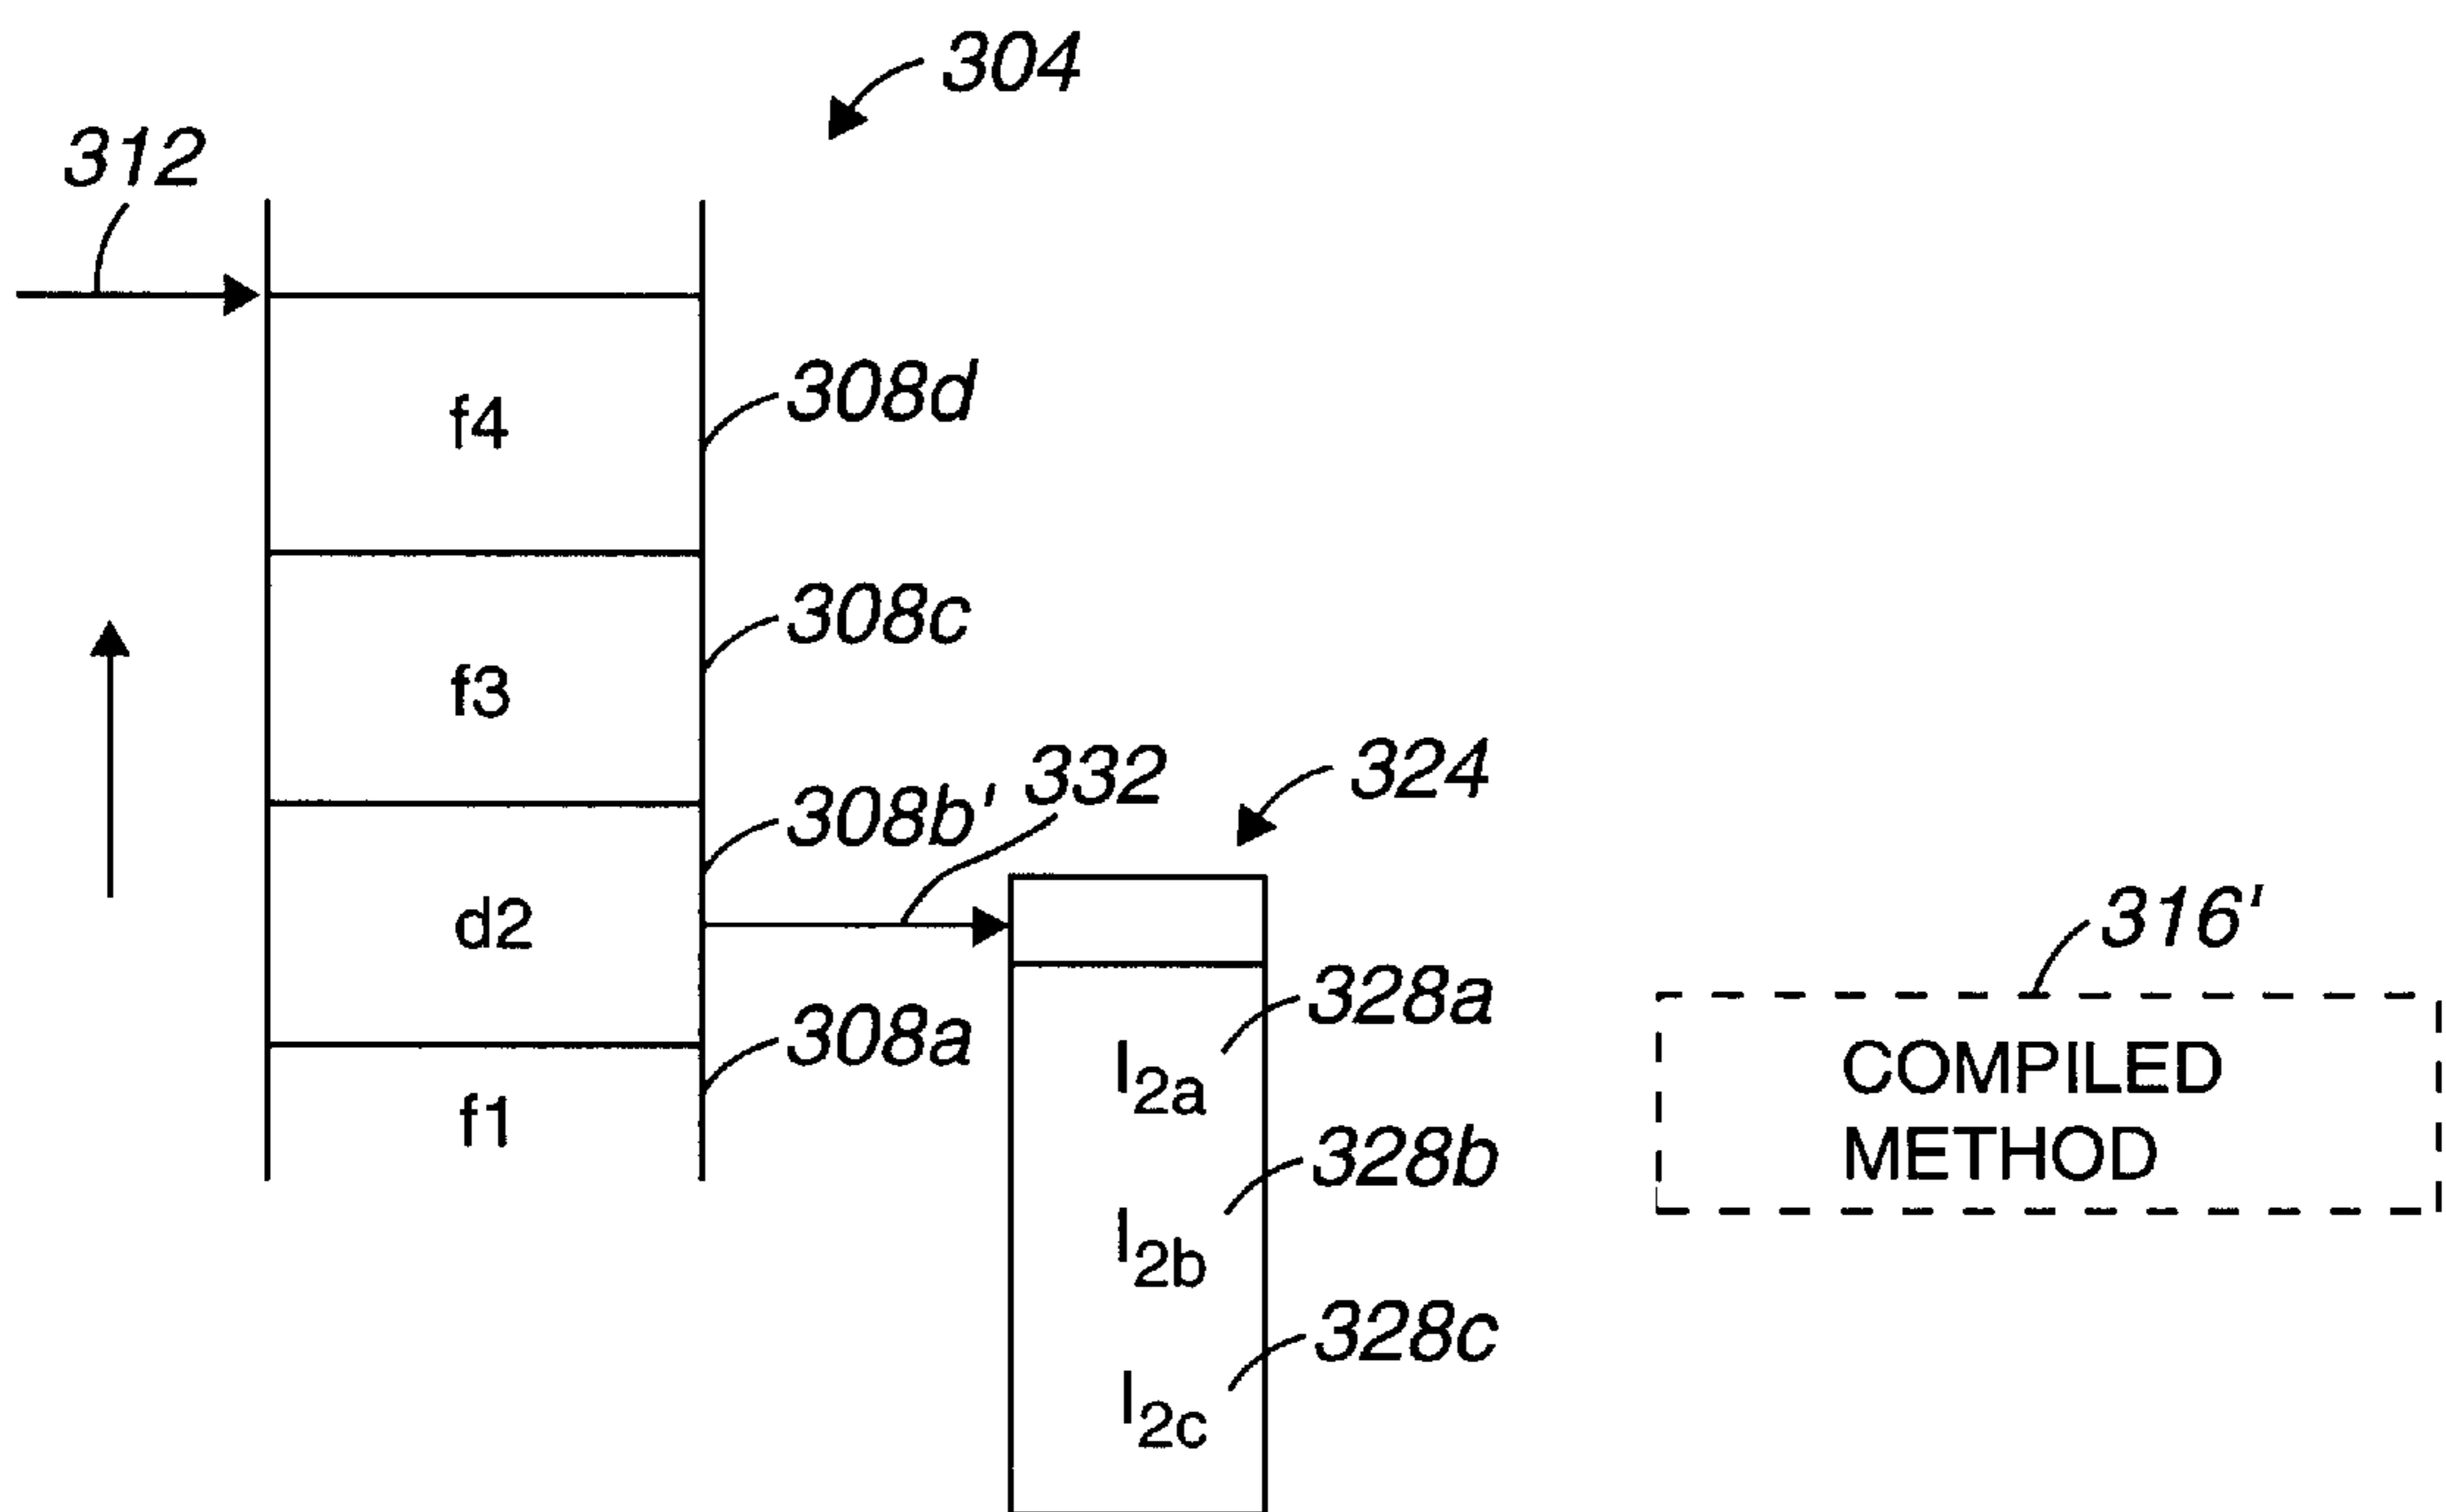 304
312
f4
308d
f3
308c
308b'
332
324
d2
316'
308a
f1
328a
I2a
COMPILED
METHOD
328b
I2b
328c
I2c